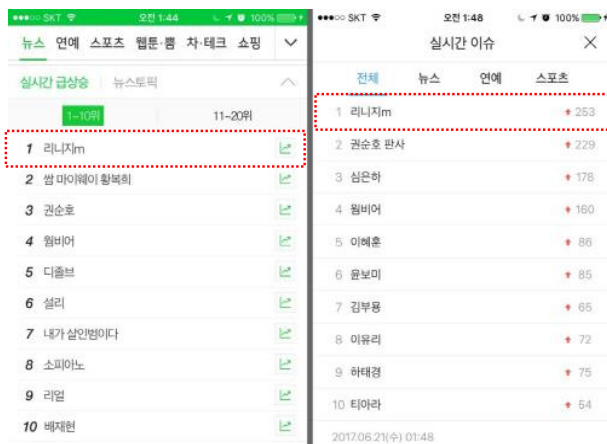 ●●●○○ SKT 오전 1:44 100%
뉴스 연예 스포츠 웹툰·뿜 차·테크 쇼핑
실시간 급상승 뉴스토픽
1~10위 11~20위
1 리니지m
2 쌈 마이웨이 황복희
3 권순호
4 웜비어
5 디졸브
6 설리
7 내가 살인범이다
8 소피아노
9 리얼
10 배재현
●●●○○ SKT 오전 1:48 100%
실시간 이슈
전체 뉴스 연예 스포츠
1 리니지m 253
2 권순호 판사 229
3 심은하 178
4 웜비어 160
5 이혜훈 86
6 윤보미 85
7 김부용 65
8 이유리 72
9 하태경 75
10 티아라 54
2017.06.21(수) 01:48